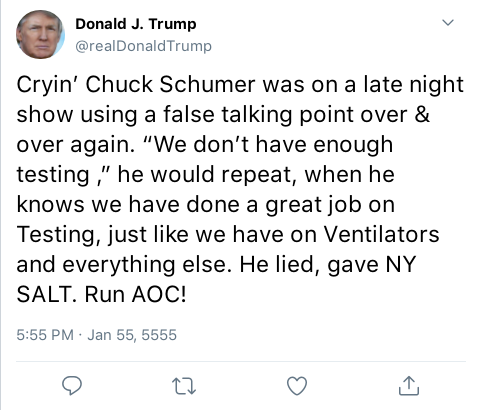 Donald J. Trump
@realDonaldTrump
Cryin’ Chuck Schumer was on a late night
show using a false talking point over &
over again. “We don’t have enough
testing ,” he would repeat, when he
knows we have done a great job on
Testing, just like we have on Ventilators
and everything else. He lied, gave NY
SALT. Run AOC!
5:55 PM · Jan 55, 5555